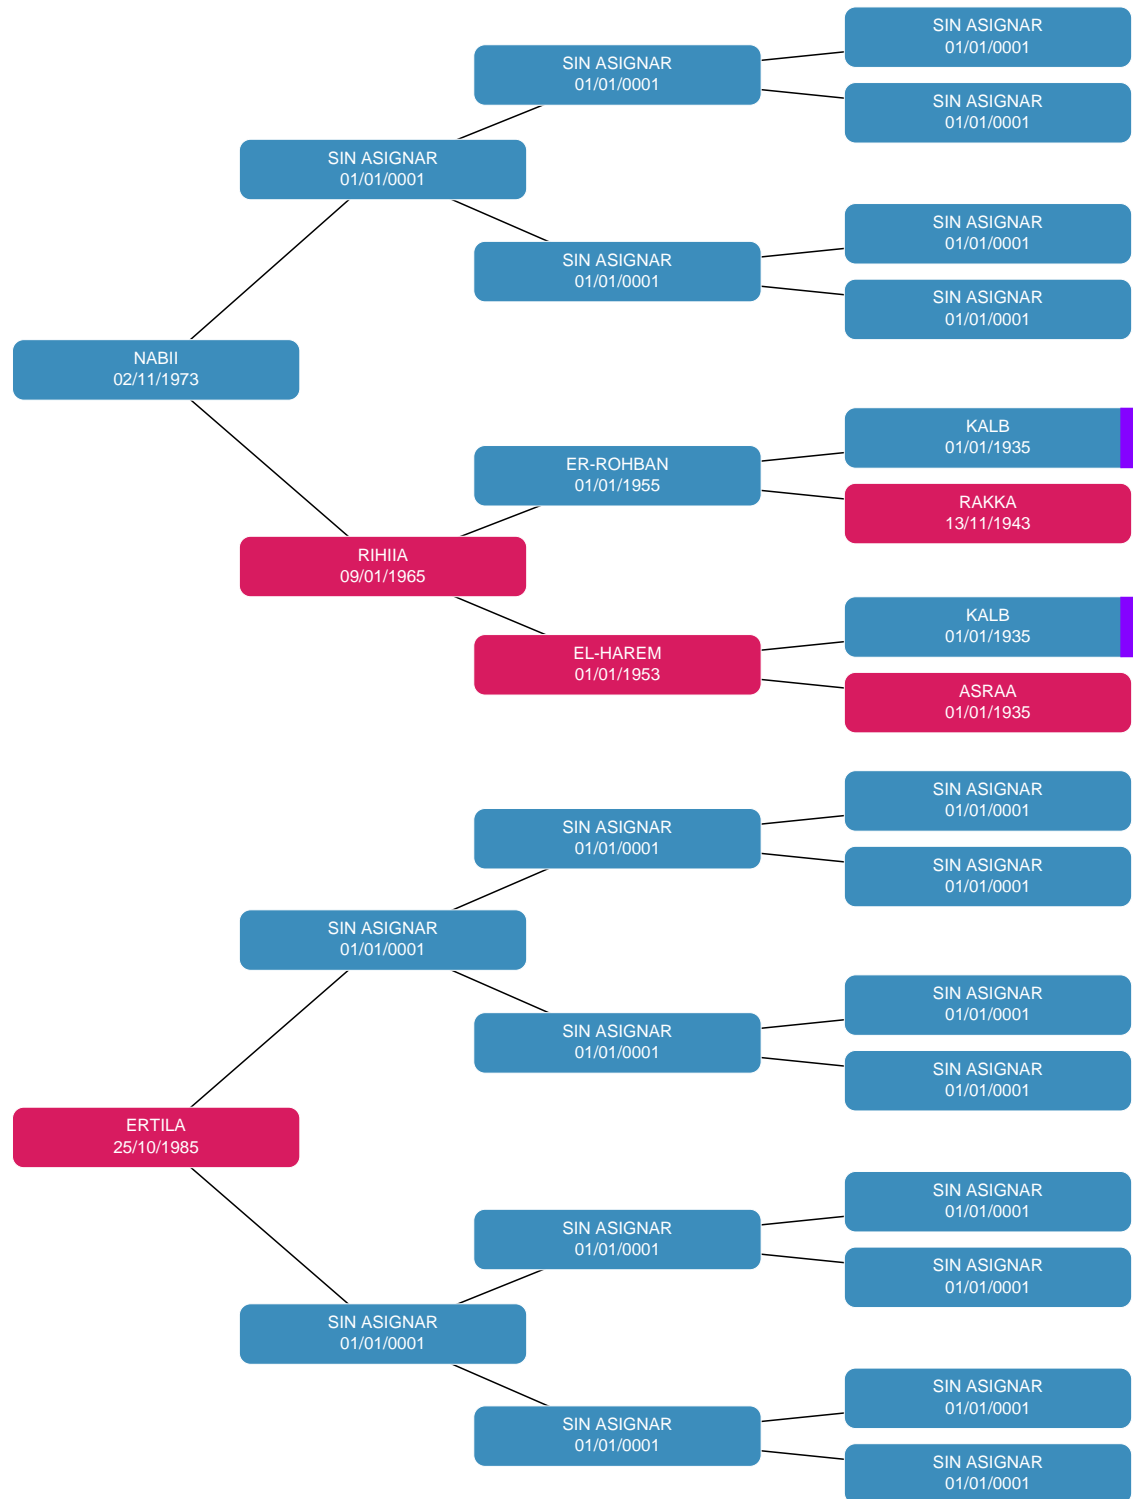 SIN ASIGNAR
01/01/0001
SIN ASIGNAR
01/01/0001
SIN ASIGNAR
01/01/0001
SIN ASIGNAR
01/01/0001
SIN ASIGNAR
01/01/0001
SIN ASIGNAR
01/01/0001
SIN ASIGNAR
01/01/0001
NABII
02/11/1973
KALB
01/01/1935
ER-ROHBAN
01/01/1955
RAKKA
13/11/1943
RIHIIA
09/01/1965
KALB
01/01/1935
EL-HAREM
01/01/1953
ASRAA
01/01/1935
SIN ASIGNAR
01/01/0001
SIN ASIGNAR
01/01/0001
SIN ASIGNAR
01/01/0001
SIN ASIGNAR
01/01/0001
SIN ASIGNAR
01/01/0001
SIN ASIGNAR
01/01/0001
SIN ASIGNAR
01/01/0001
ERTILA
25/10/1985
SIN ASIGNAR
01/01/0001
SIN ASIGNAR
01/01/0001
SIN ASIGNAR
01/01/0001
SIN ASIGNAR
01/01/0001
SIN ASIGNAR
01/01/0001
SIN ASIGNAR
01/01/0001
SIN ASIGNAR
01/01/0001